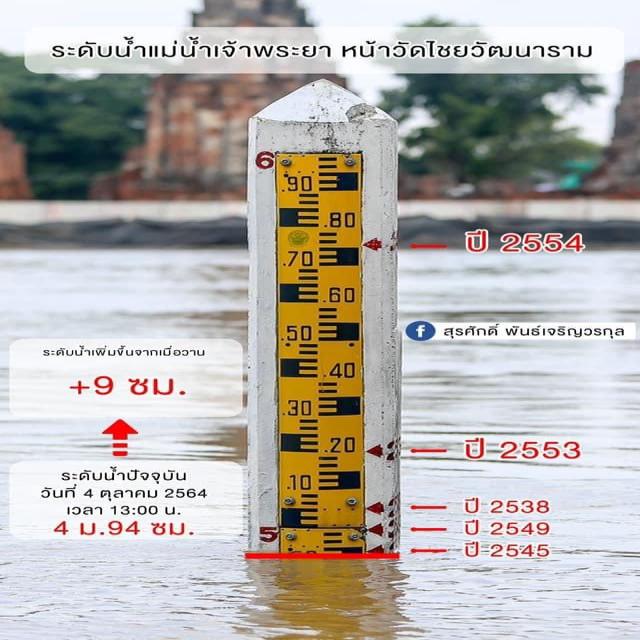 ระดับน้ำแม่น้ำเจ้าพระยา หน้าวัดไชยวัฒนาราม
6
.90
.80
ปี 2554
.70
.60
สุรศักดิ์ พันธ์เจริญวรกุล
.50
ระดับน้ำเพิ่มขึ้นจากเมื่อวาน
+9 ซม.
.40
.30
.20
ปี 2553
ระดับน้ำปัจจุบัน
วันที่ 4 ตุลาคม 2564
เวลา 13:00 น.
4 ม.94 ซม.
.10
ปี 2538
5
ปี 2549
ปี 2545